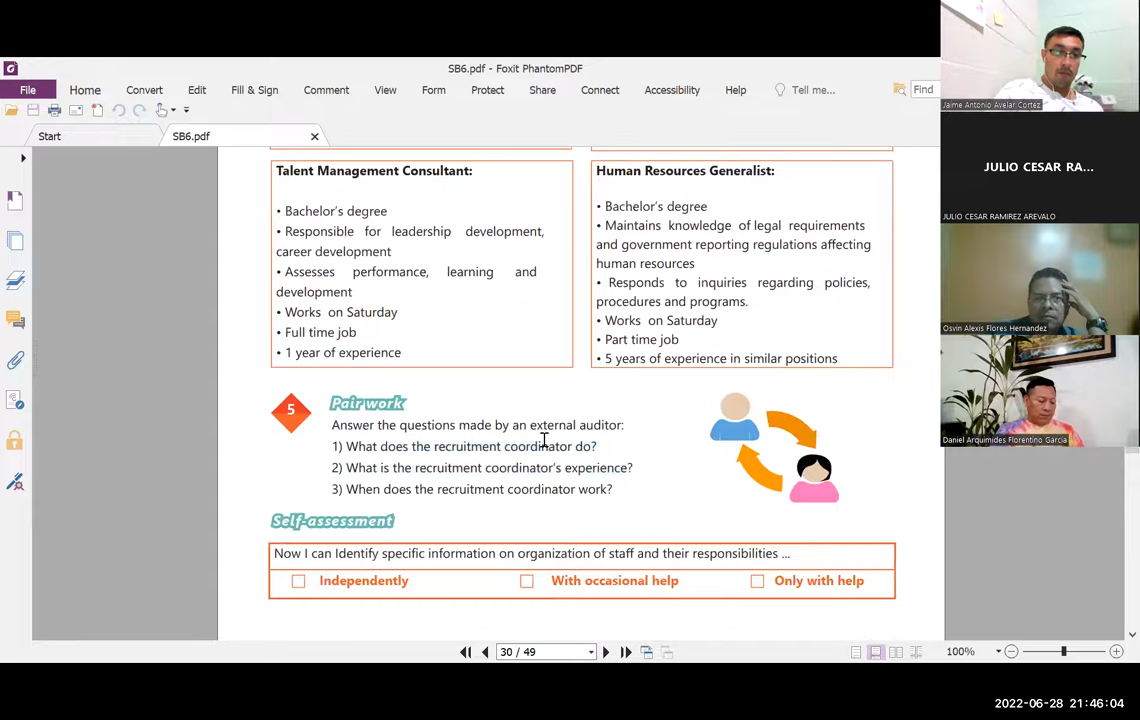 SB6.pdf - Foxit PhantomPDF
File Home Convert Edit Fill & Sign Comment View Form Protect Share Connect Accessibility Help Tell me... Find
Start SB6.pdf
Talent Management Consultant:
• Bachelor's degree
• Responsible for leadership development,
career development
• Assesses performance, learning and
development
• Works on Saturday
• Full time job
• 1 year of experience
Human Resources Generalist:
• Bachelor's degree
• Maintains knowledge of legal requirements
and government reporting regulations affecting
human resources
• Responds to inquiries regarding policies,
procedures and programs.
• Works on Saturday
• Part time job
• 5 years of experience in similar positions
5 Pair work
Answer the questions made by an external auditor:
1) What does the recruitment coordinator do?
2) What is the recruitment coordinator's experience?
3) When does the recruitment coordinator work?
Self-assessment
Now I can Identify specific information on organization of staff and their responsibilities ...
Independently With occasional help Only with help
30 / 49
100%
Jaime Antonio Avelar Cortez
JULIO CESAR RA...
JULIO CESAR RAMIREZ AREVALO
Osvin Alexis Flores Hernandez
Daniel Arquimides Florentino Garcia
2022-06-28 21:46:04